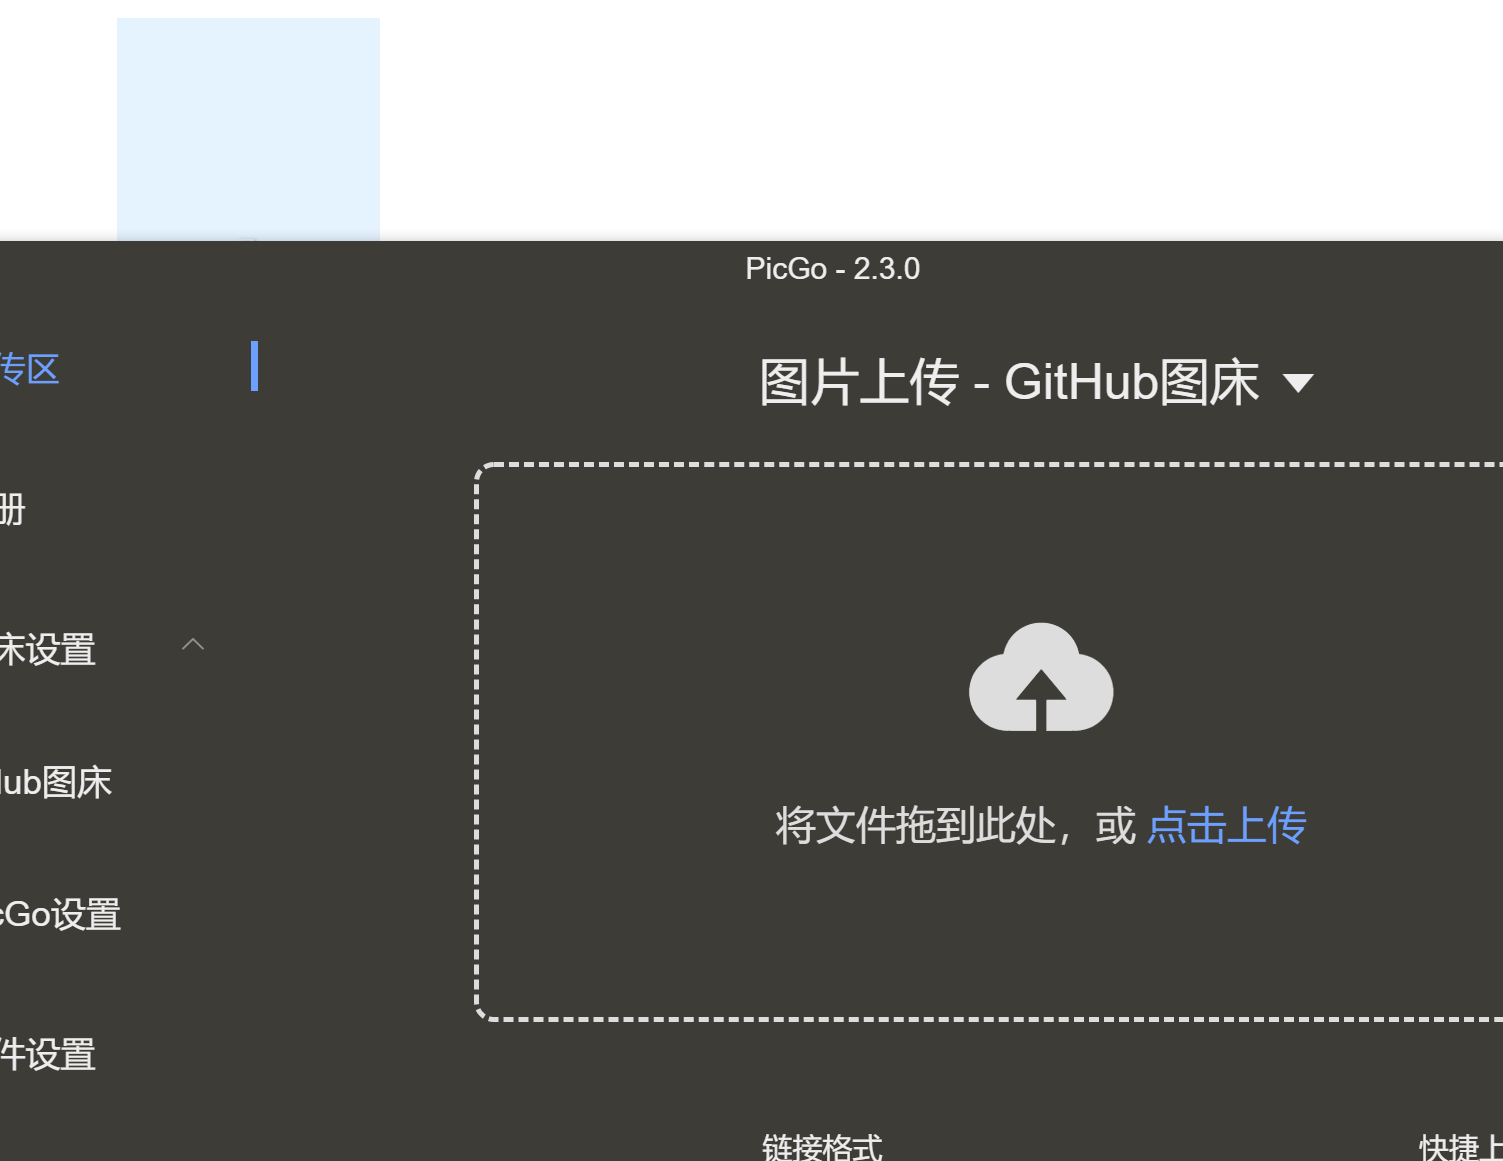 PicGo - 2.3.0
传区
图片上传 - GitHub图床
册
床设置
Hub图床
将文件拖到此处，或 点击上传
cGo设置
件设置
链接格式
快捷上